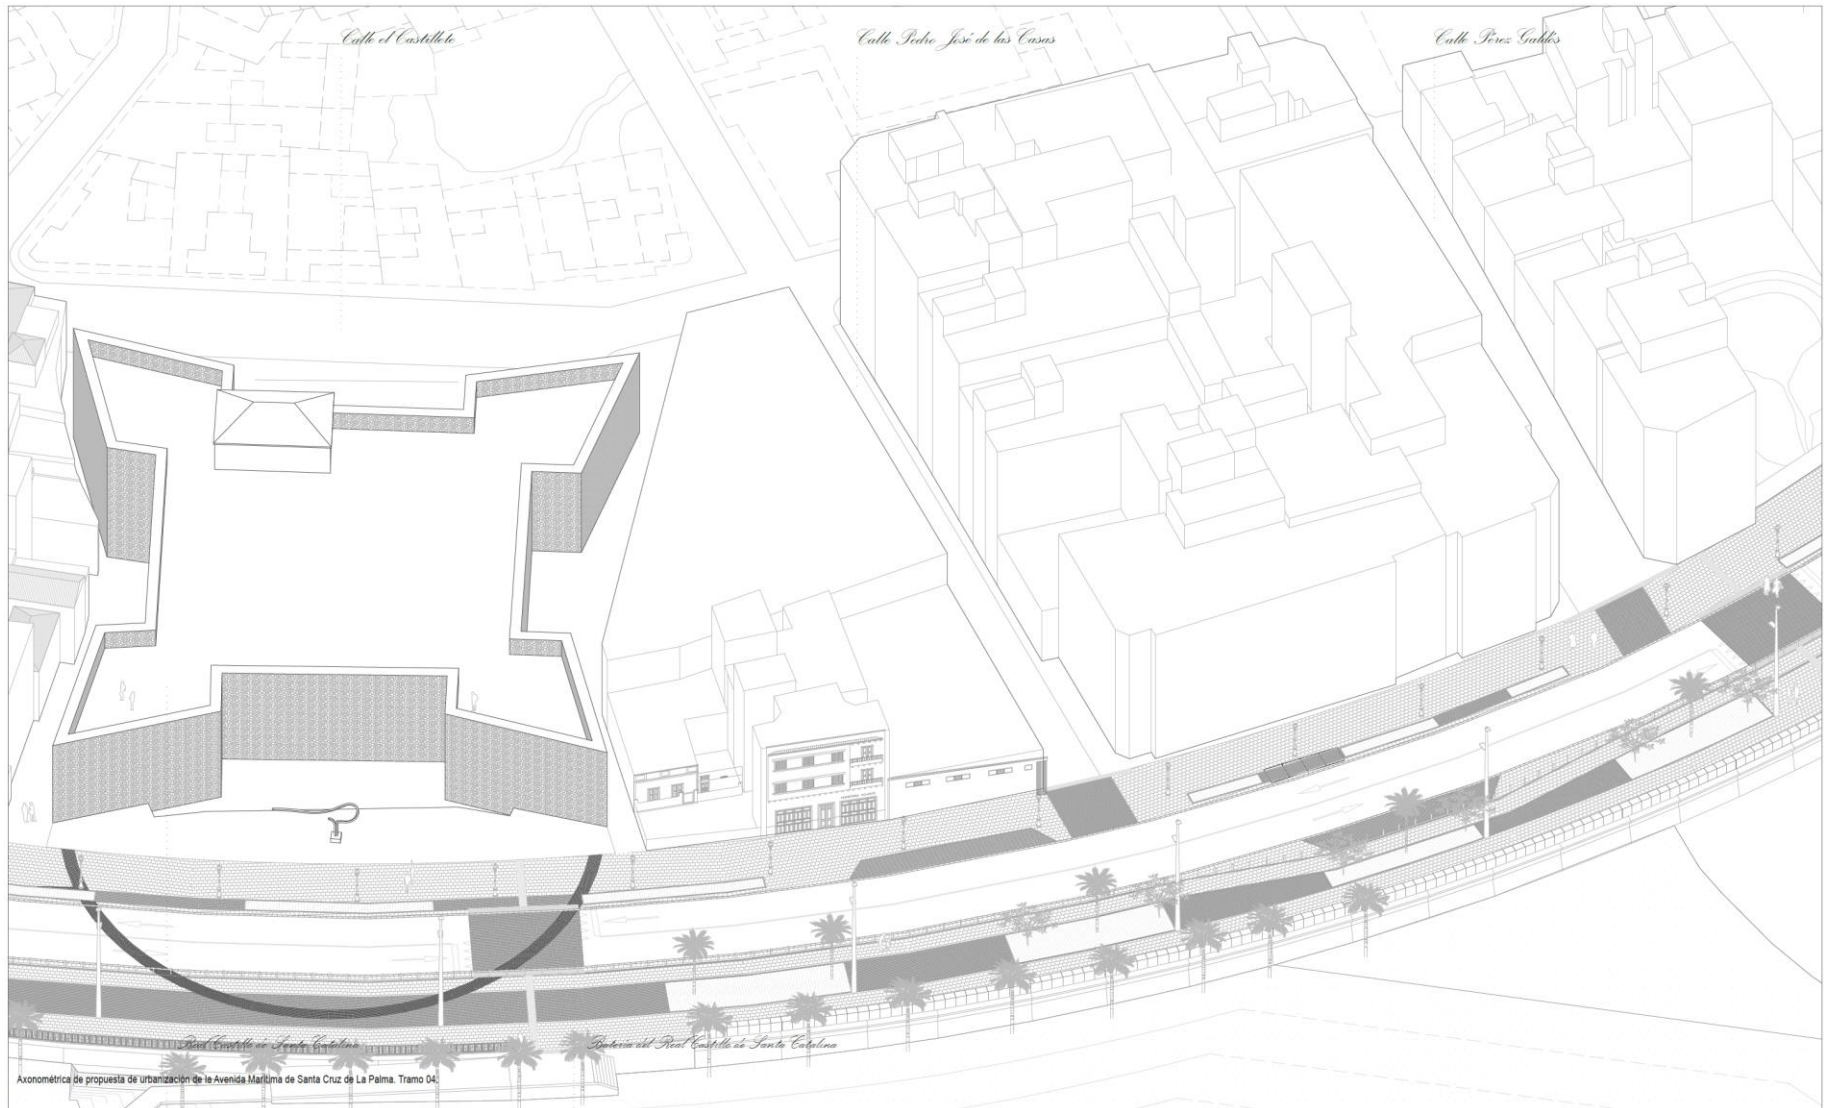 Calle el Castillete
Calle Pedro José de las Casas
Calle Pérez Galdós
Real Castillo de Santa Catalina
Batería del Real Castillo de Santa Catalina
Axonométrica de propuesta de urbanización de la Avenida Marítima de Santa Cruz de La Palma. Tramo 04.